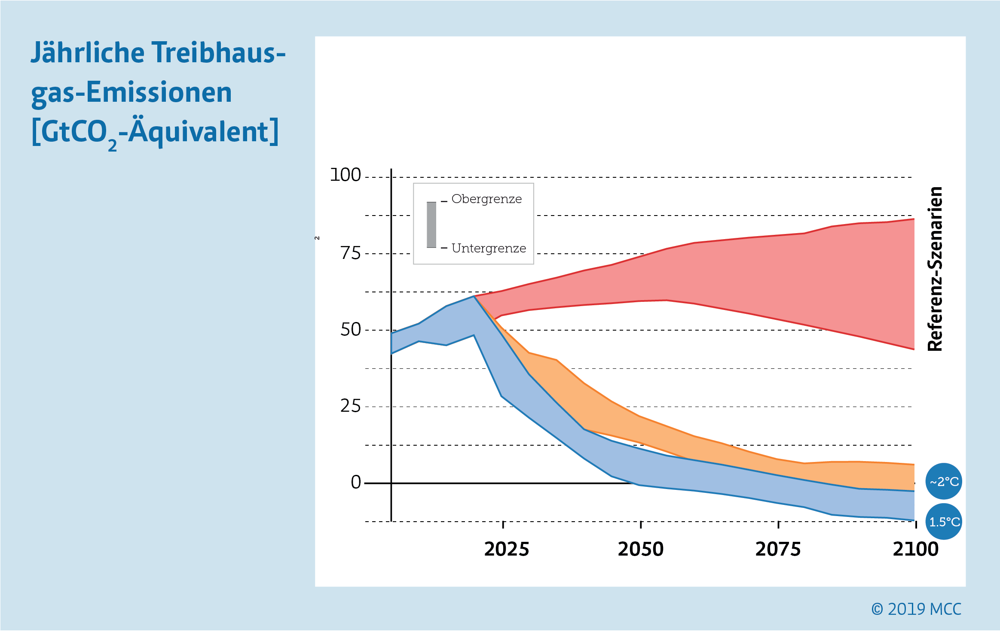 Jährliche Treibhaus-
gas-Emissionen
[GtCO₂-Äquivalent]
100
75
50
25
0
2
Obergrenze
Untergrenze
Referenz-Szenarien
~2°C
1.5°C
2025 2050 2075 2100
© 2019 MCC